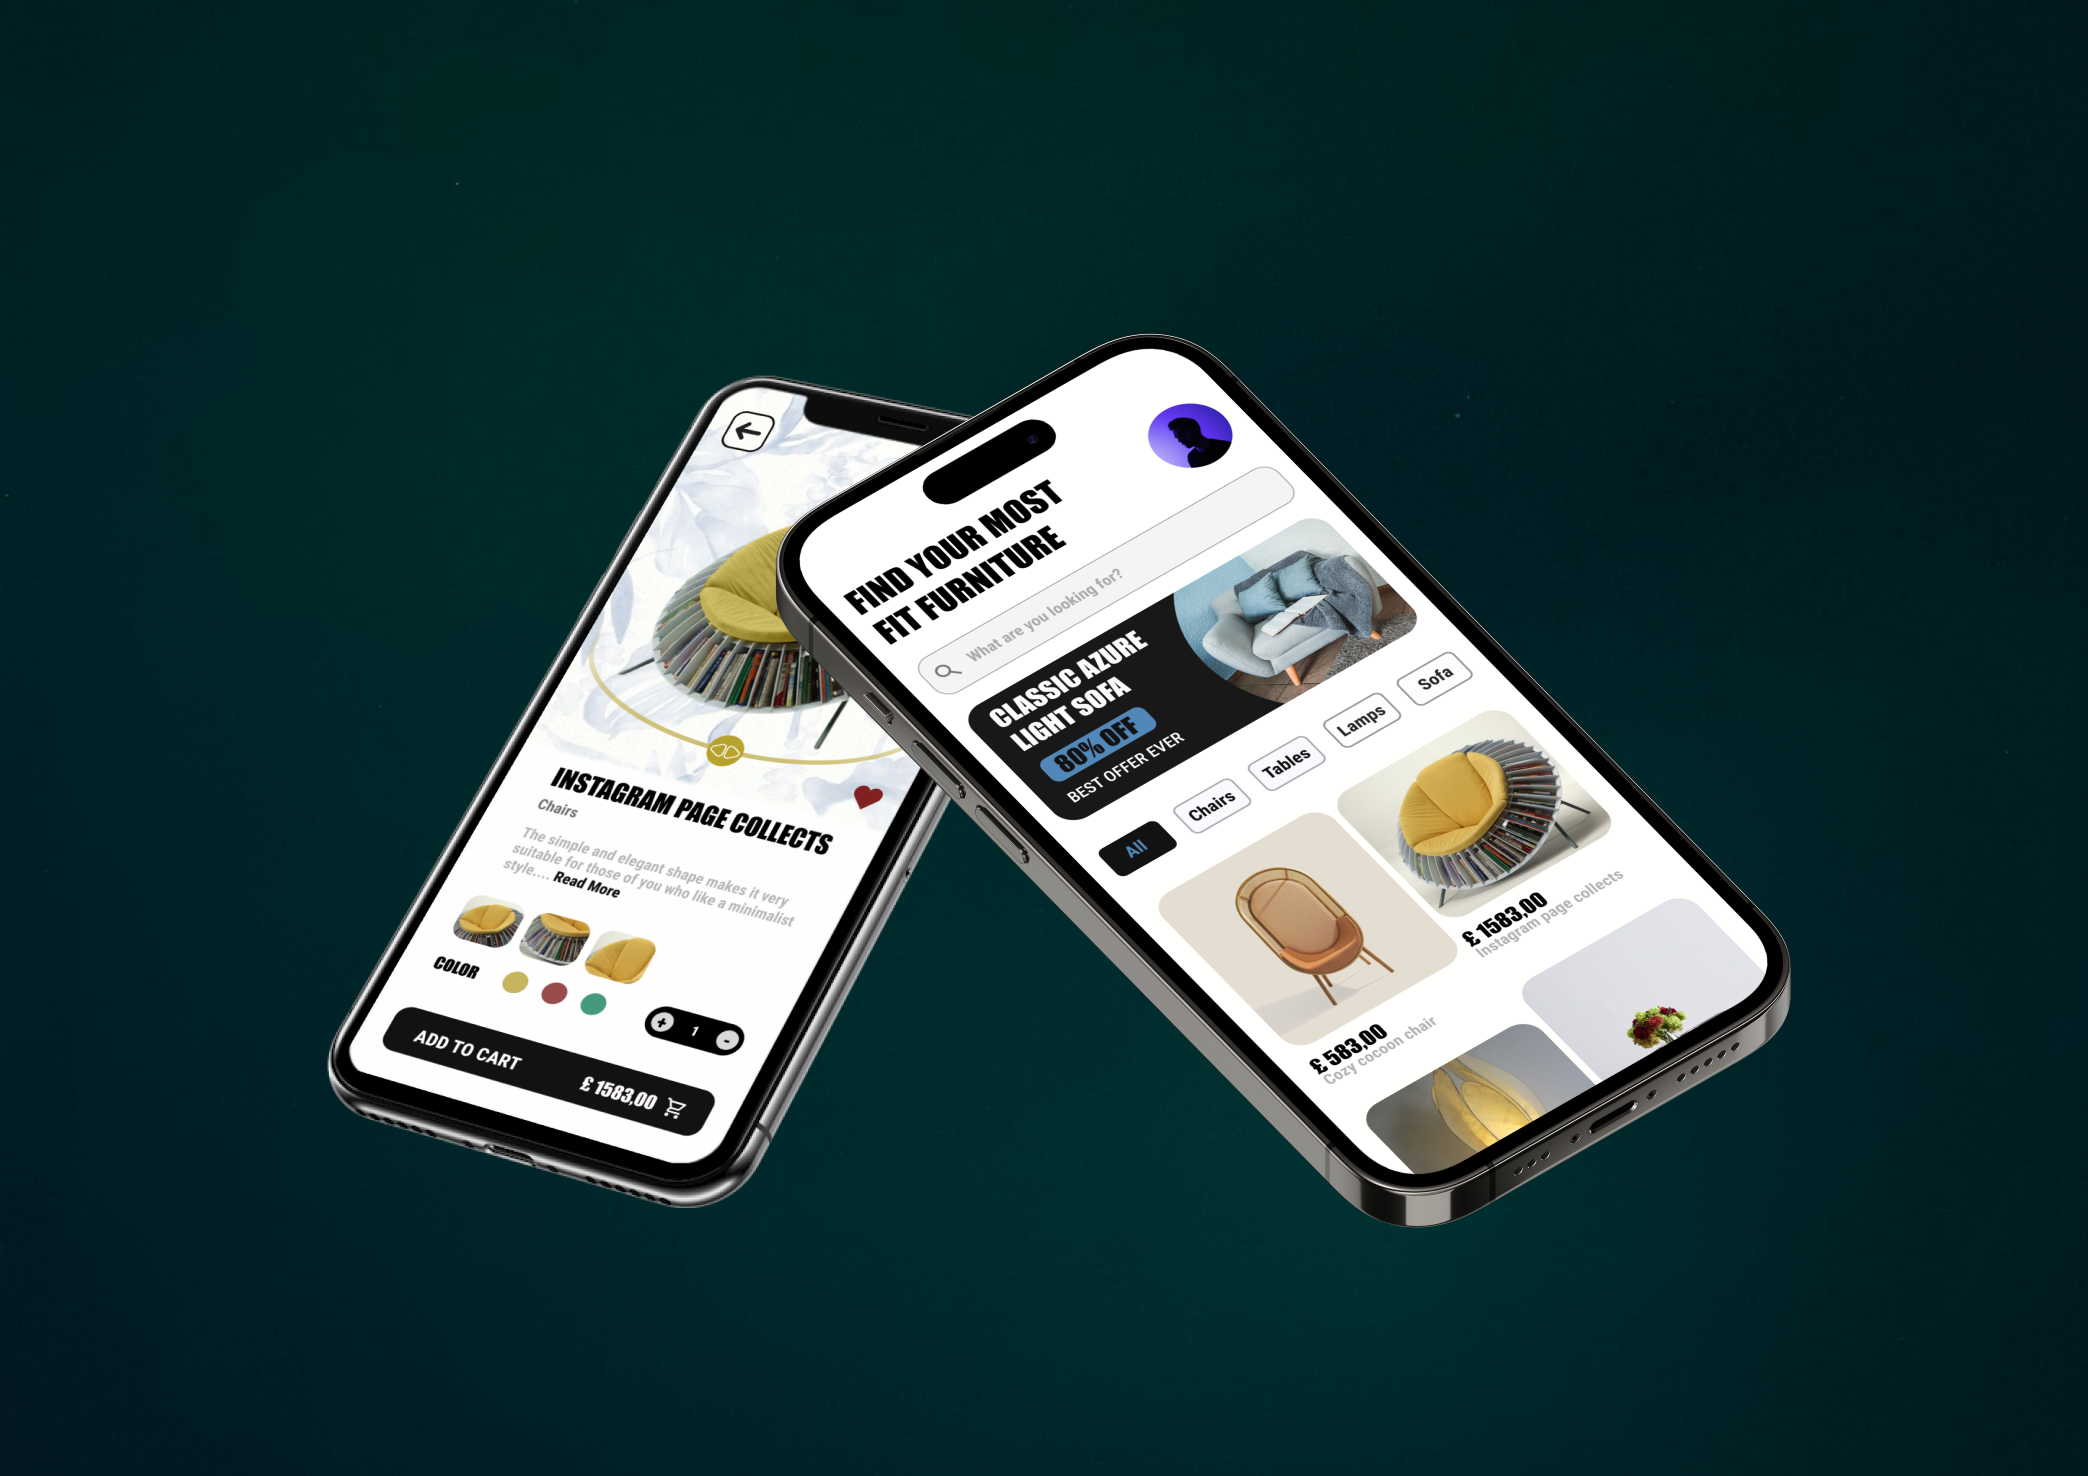 INSTAGRAM PAGE COLLECTS
Chairs
The simple and elegant shape makes it very
suitable for those of you who like a minimalist
style.... Read More
COLOR
+ 1 -
ADD TO CART
£ 1583,00
FIND YOUR MOST
FIT FURNITURE
What are you looking for?
CLASSIC AZURE
LIGHT SOFA
80% OFF
BEST OFFER EVER
All
Chairs
Tables
Lamps
Sofa
£ 583,00
Cozy cocoon chair
£ 1583,00
Instagram page collects